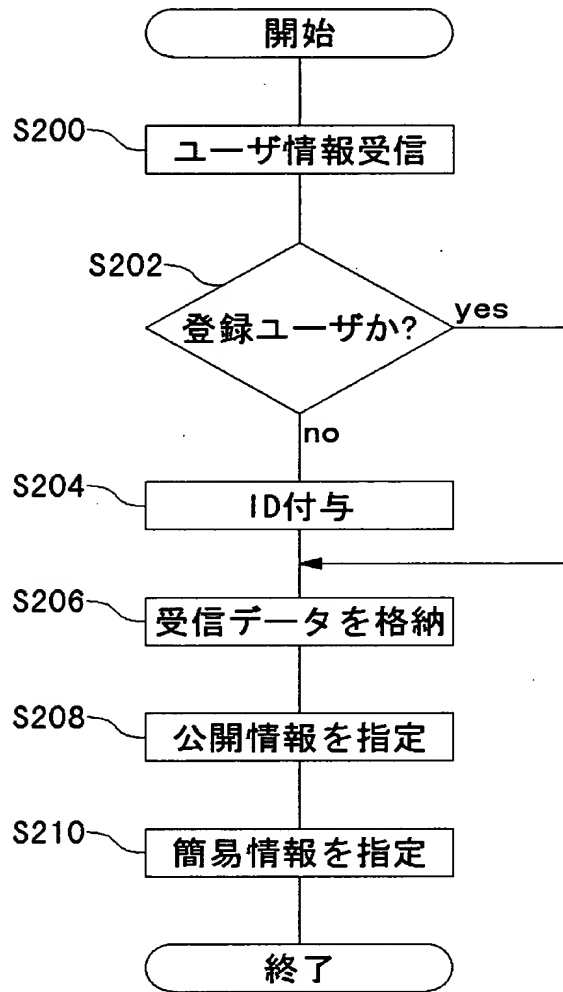 開始
S200
ユーザ情報受信
S202
登録ユーザか?
yes
no
S204
ID付与
S206
受信データを格納
S208
公開情報を指定
S210
簡易情報を指定
終了